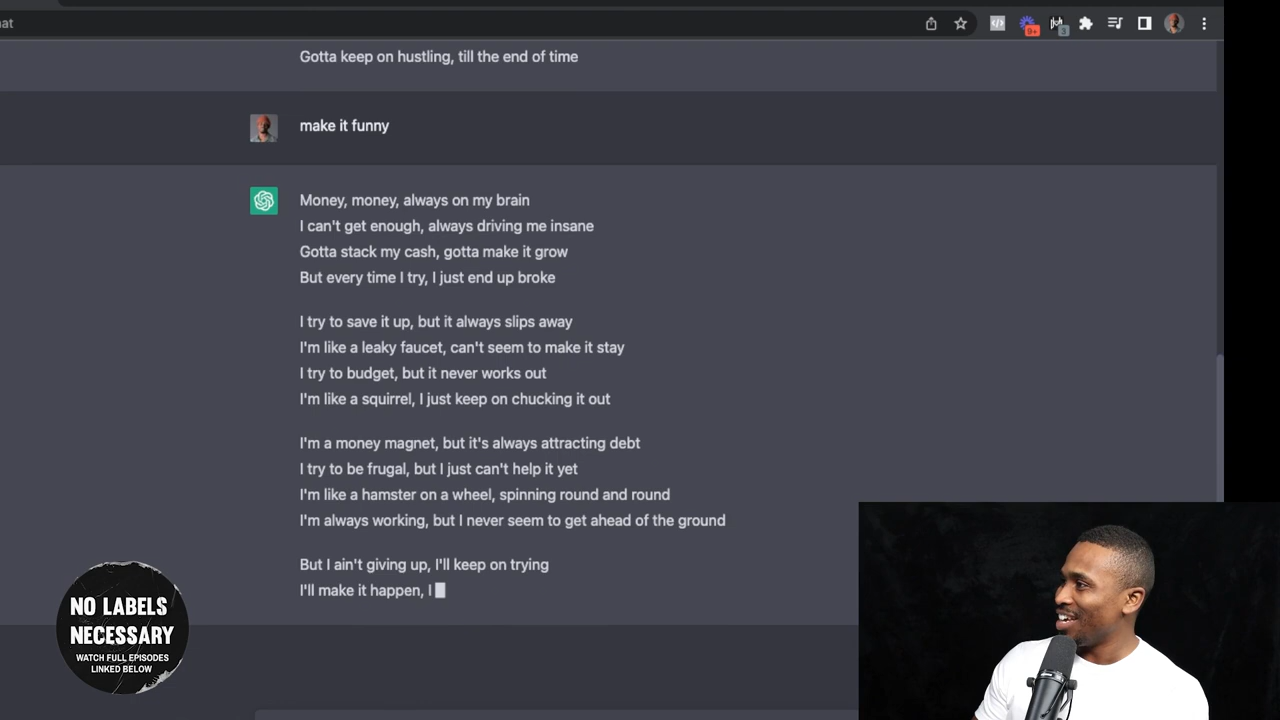 nat
9+
3
Gotta keep on hustling, till the end of time
make it funny
Money, money, always on my brain
I can't get enough, always driving me insane
Gotta stack my cash, gotta make it grow
But every time I try, I just end up broke
I try to save it up, but it always slips away
I'm like a leaky faucet, can't seem to make it stay
I try to budget, but it never works out
I'm like a squirrel, I just keep on chucking it out
I'm a money magnet, but it's always attracting debt
I try to be frugal, but I just can't help it yet
I'm like a hamster on a wheel, spinning round and round
I'm always working, but I never seem to get ahead of the ground
But I ain't giving up, I'll keep on trying
I'll make it happen, I
NO LABELS
NECESSARY
WATCH FULL EPISODES
LINKED BELOW